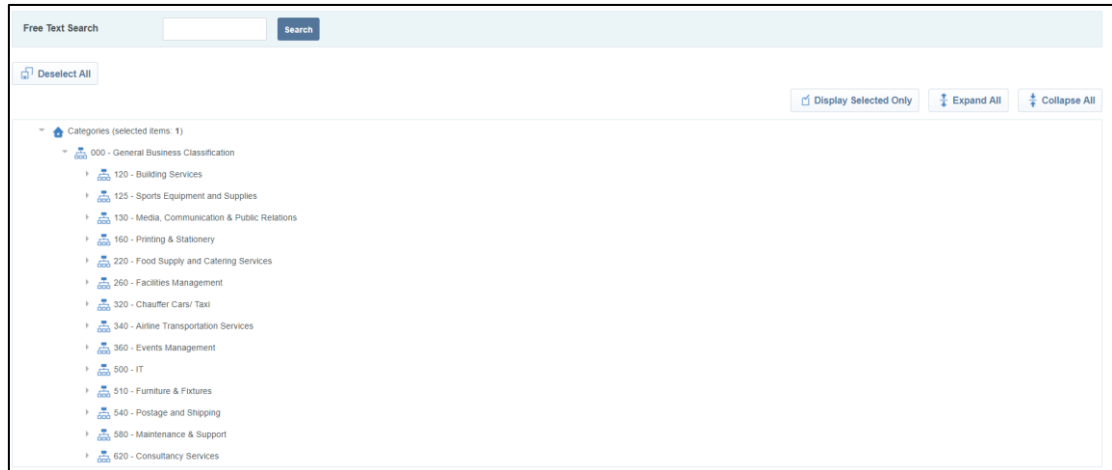 Free Text Search
Search
Deselect All
Display Selected Only
Expand All
Collapse All
Categories (selected items: 1)
000 - General Business Classification
120 - Building Services
125 - Sports Equipment and Supplies
130 - Media, Communication & Public Relations
160 - Printing & Stationery
220 - Food Supply and Catering Services
260 - Facilities Management
320 - Chauffer Cars/ Taxi
340 - Airline Transportation Services
360 - Events Management
500 - IT
510 - Furniture & Fixtures
540 - Postage and Shipping
580 - Maintenance & Support
620 - Consultancy Services